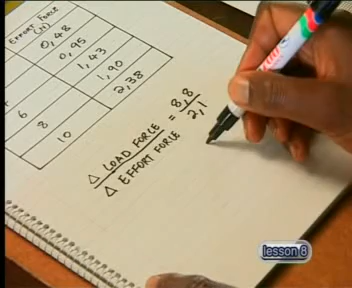 EFFORT FORCE
(N)
0,48
0,95
1,43
6 1,90
8 2,38
10
Δ LOAD FORCE = 8,8
Δ EFFORT FORCE 2,1
lesson 8